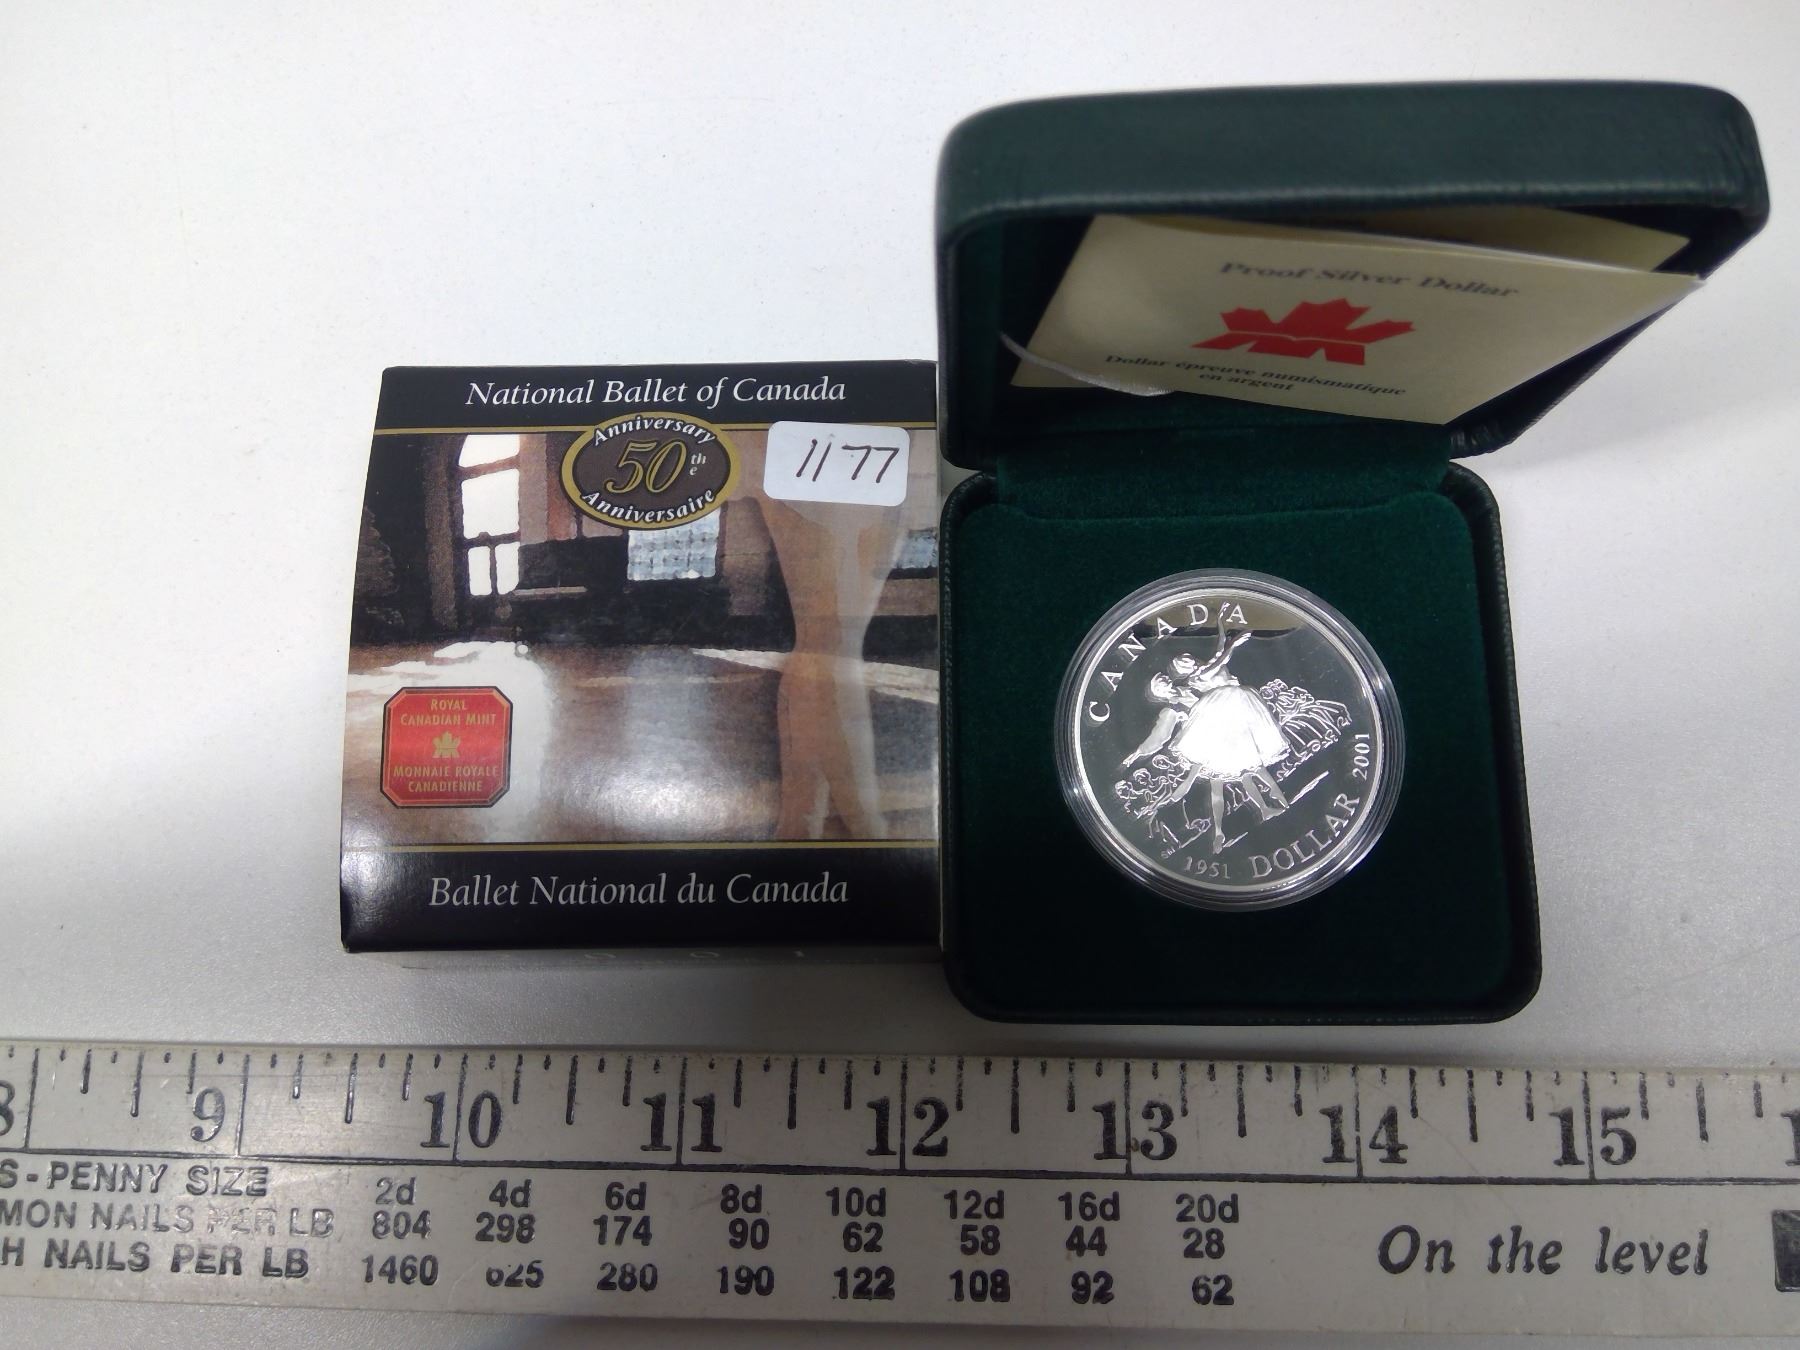 National Ballet of Canada
Anniversary
50th
e
Anniversaire
1177
ROYAL
CANADIAN MINT
MONNAIE ROYALE
CANADIENNE
Ballet National du Canada
Proof Silver Dollar
Dollar épreuve numismatique
en argent
CANADA
1951 DOLLAR 2001
8 9 10 11 12 13 14 15
S-PENNY SIZE 2d 4d 6d 8d 10d 12d 16d 20d
MON NAILS PER LB 804 298 174 90 62 58 44 28
H NAILS PER LB 1460 625 280 190 122 108 92 62
On the level